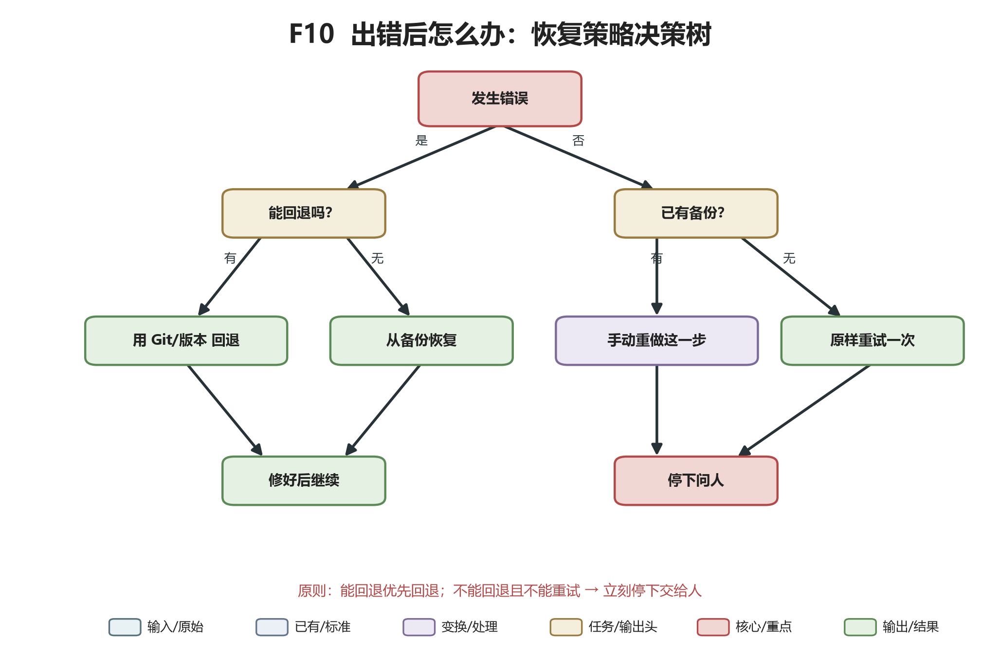 F10 出错后怎么办：恢复策略决策树
发生错误
是
否
能回退吗？
已有备份？
有
无
有
无
用 Git/版本 回退
从备份恢复
手动重做这一步
原样重试一次
修好后继续
停下问人
原则：能回退优先回退；不能回退且不能重试 → 立刻停下交给人
输入/原始
已有/标准
变换/处理
任务/输出头
核心/重点
输出/结果